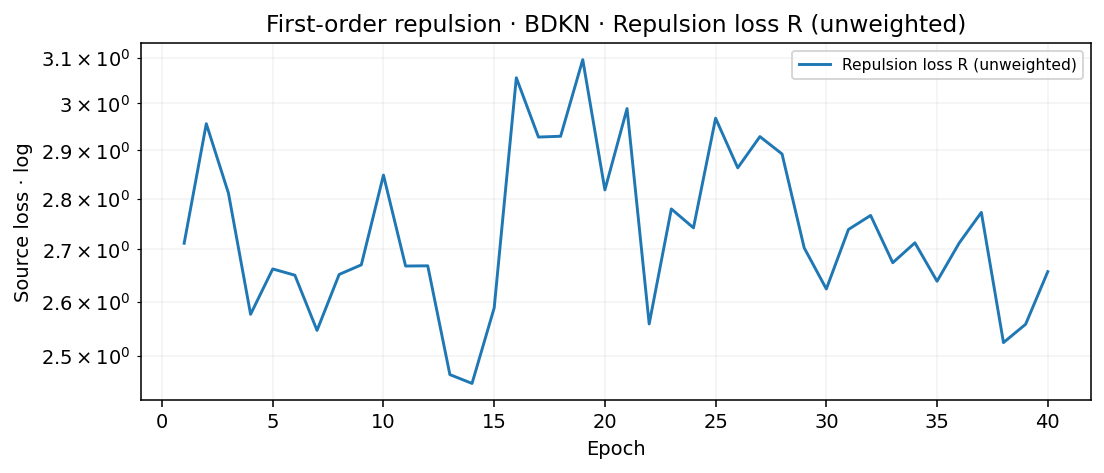 First-order repulsion · BDKN · Repulsion loss R (unweighted)
Repulsion loss R (unweighted)
Source loss · log
3.1 × 10⁰
3 × 10⁰
2.9 × 10⁰
2.8 × 10⁰
2.7 × 10⁰
2.6 × 10⁰
2.5 × 10⁰
0 5 10 15 20 25 30 35 40
Epoch